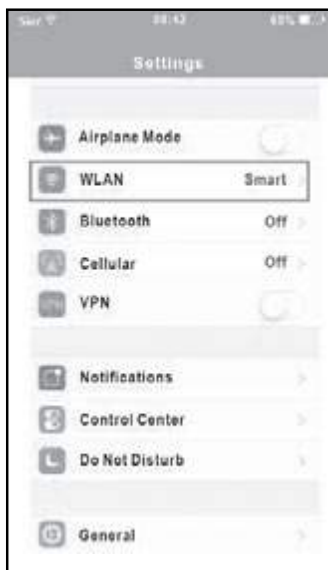 Settings
Airplane Mode
WLAN Smart
Bluetooth Off
Cellular Off
VPN
Notifications
Control Center
Do Not Disturb
General